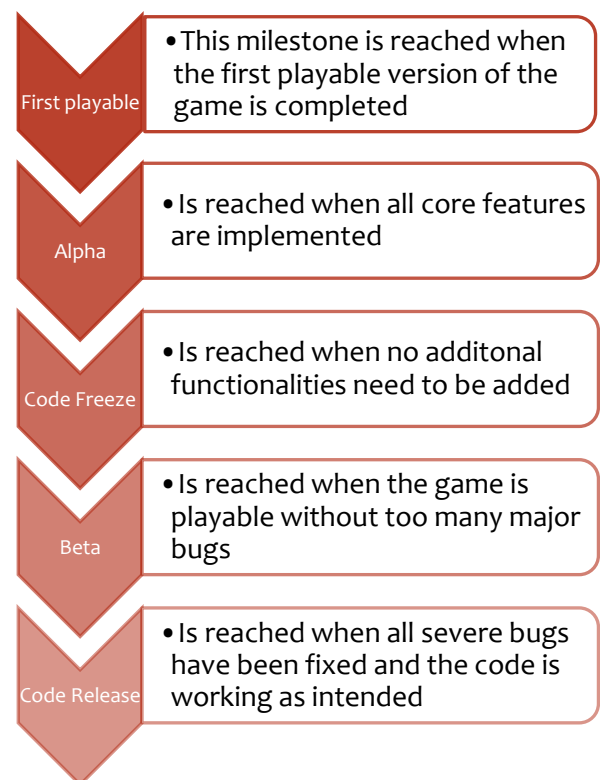 First playable
•This milestone is reached when
the first playable version of the
game is completed
Alpha
•Is reached when all core features
are implemented
Code Freeze
•Is reached when no additonal
functionalities need to be added
Beta
•Is reached when the game is
playable without too many major
bugs
Code Release
•Is reached when all severe bugs
have been fixed and the code is
working as intended